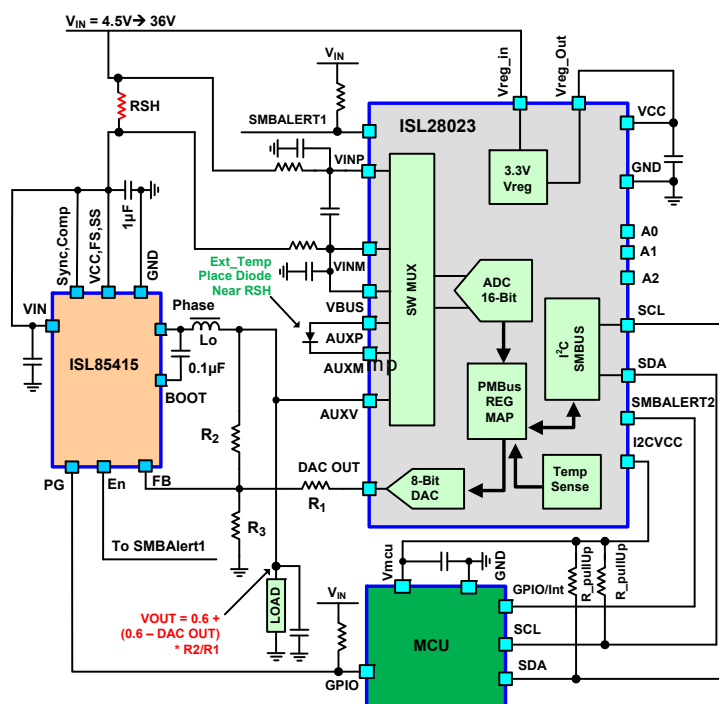 VIN = 4.5V→ 36V
RSH
VIN
SMBALERT1
Vreg_in
Vreg_Out
ISL28023
VCC
3.3V
Vreg
GND
VINP
1µF
Sync,Comp
VCC,FS,SS
GND
A0
A1
A2
Ext_Temp
Place Diode
Near RSH
VINM
SW MUX
ADC
16-Bit
VIN
Phase
VBUS
SCL
Lo
AUXP
I2C
SMBUS
ISL85415
0.1µF
AUXM
mp
SDA
PMBus
REG
MAP
BOOT
AUXV
SMBALERT2
R2
I2CVCC
PG
En
FB
DAC OUT
R1
8-Bit
DAC
Temp
Sense
R3
To SMBAlert1
Vmcu
GND
R_pullUp
R_pullUp
GPIO/Int
VOUT = 0.6 +
(0.6 – DAC OUT)
* R2/R1
LOAD
VIN
SCL
MCU
SDA
GPIO